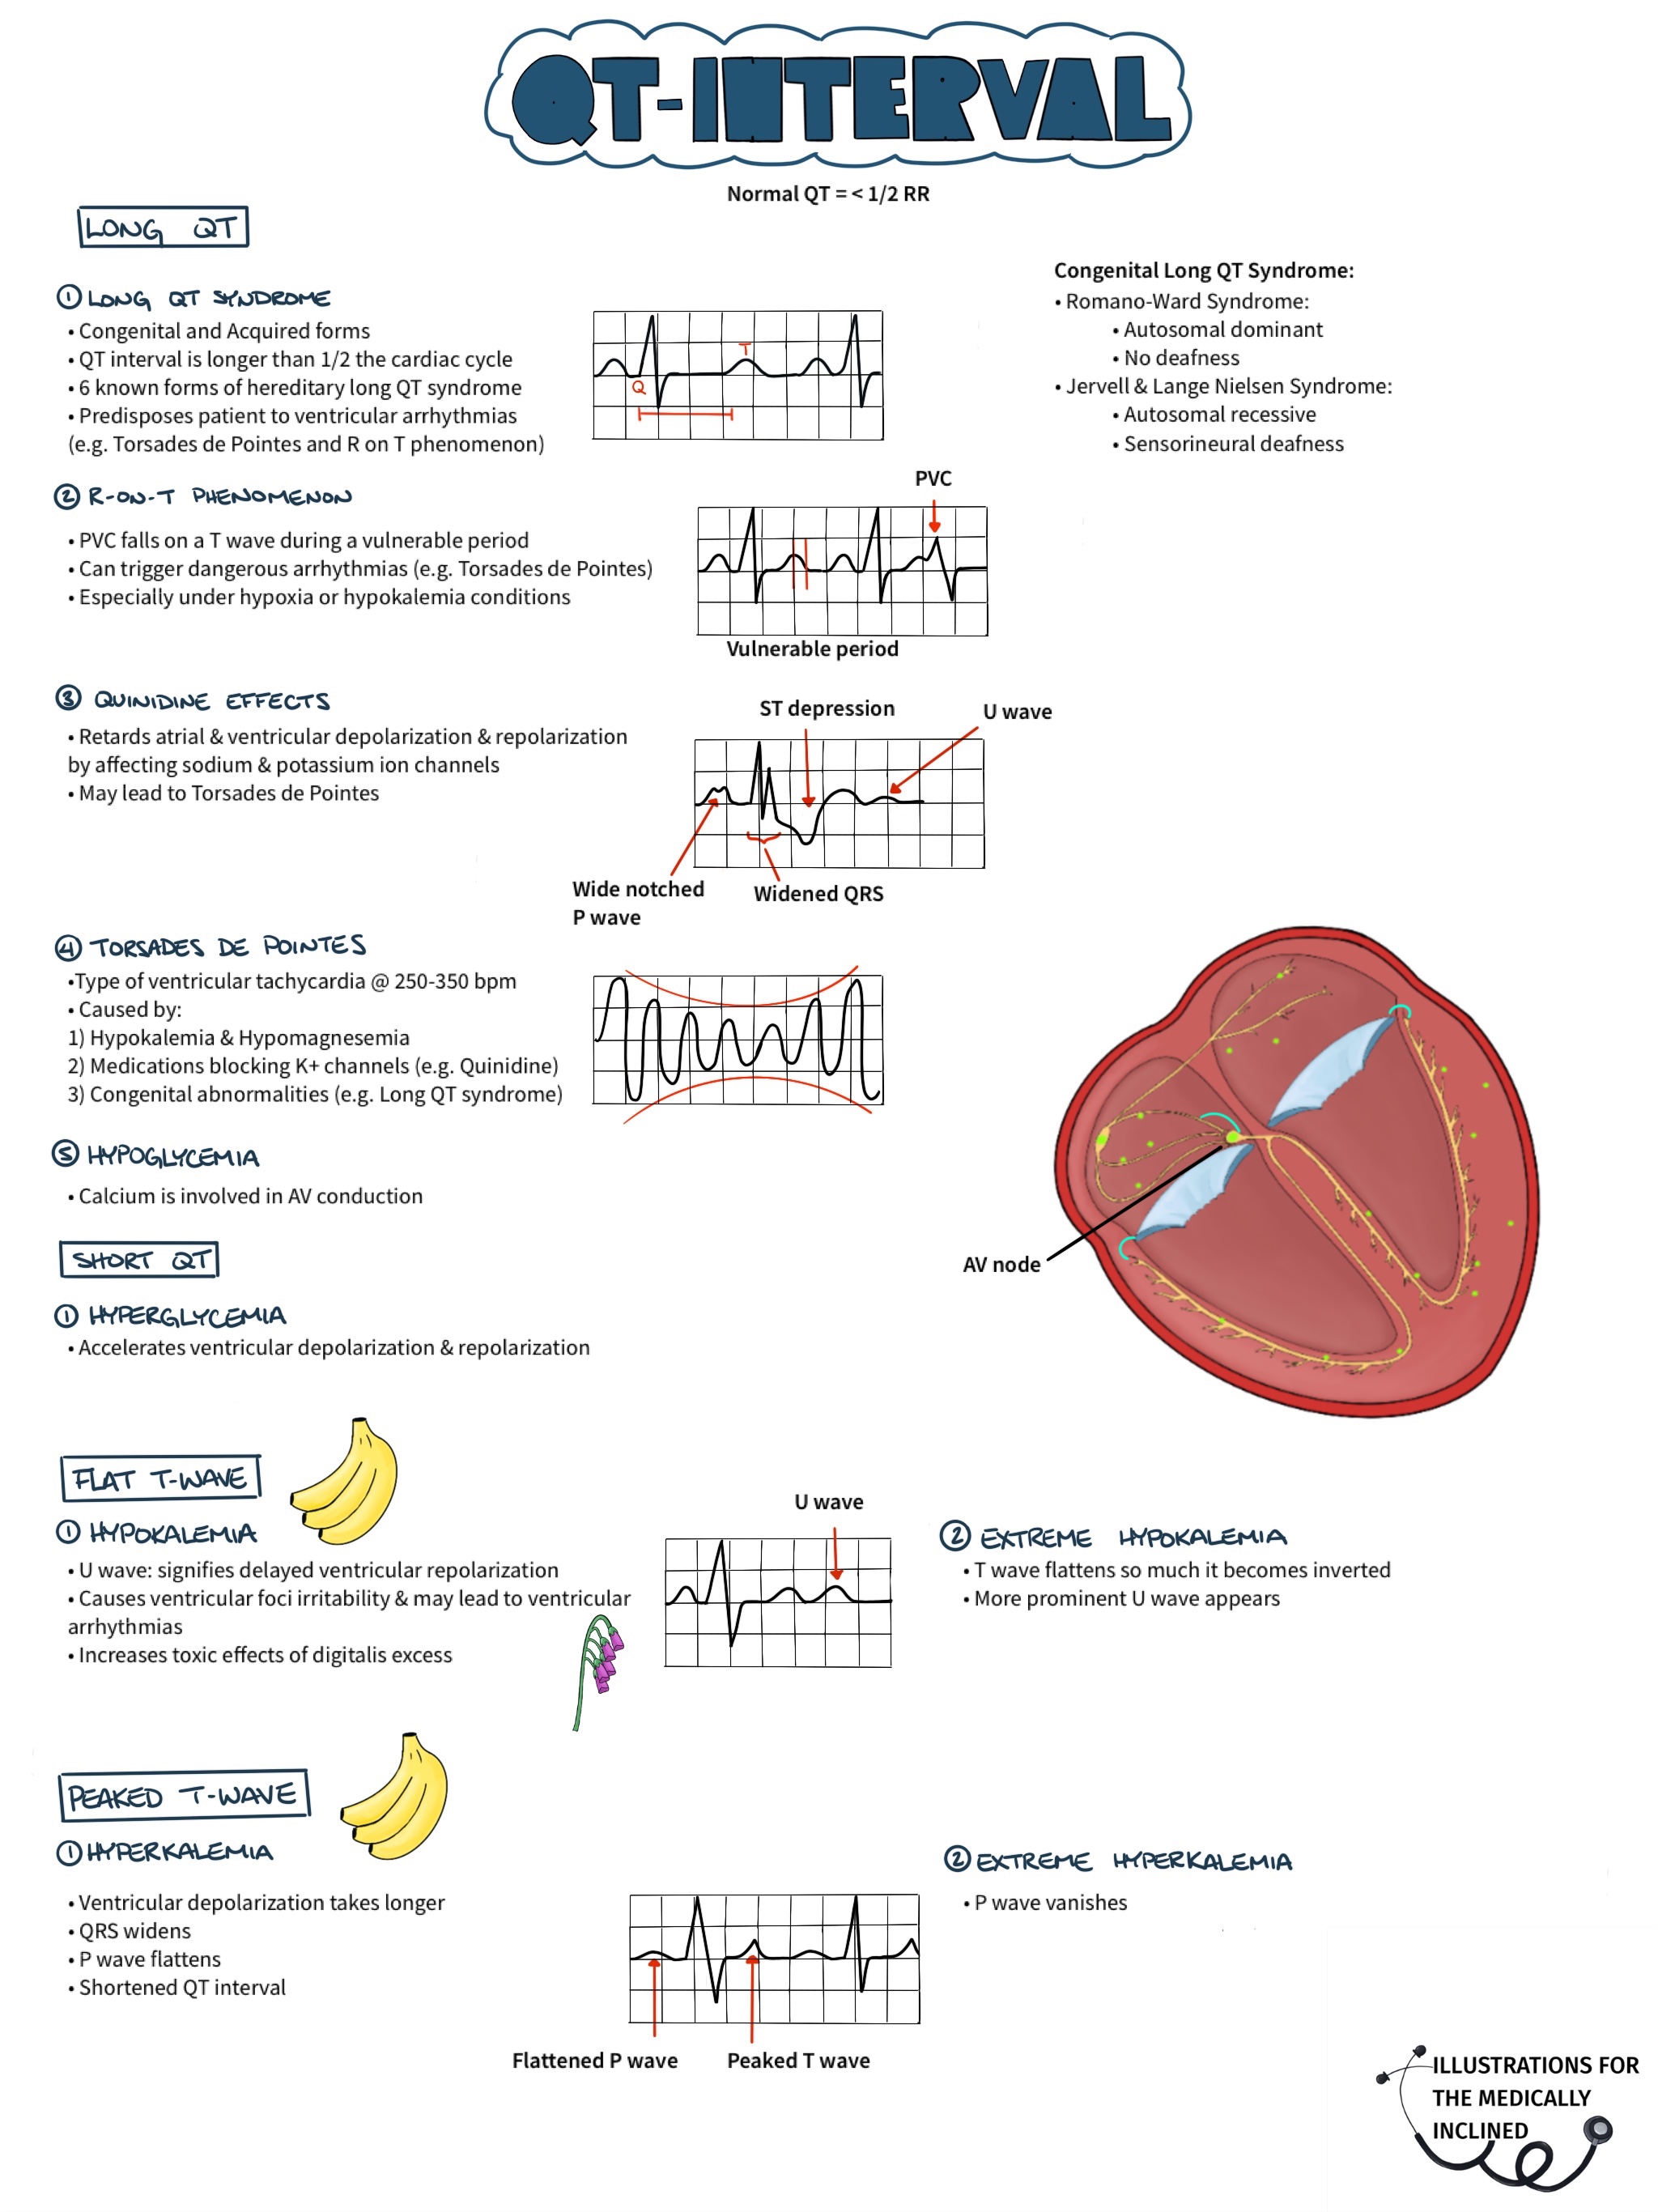 QT-INTERVAL
Normal QT = < 1/2 RR
LONG QT
① LONG QT SYNDROME
• Congenital and Acquired forms
• QT interval is longer than 1/2 the cardiac cycle
• 6 known forms of hereditary long QT syndrome
• Predisposes patient to ventricular arrhythmias
(e.g. Torsades de Pointes and R on T phenomenon)
Q
T
Congenital Long QT Syndrome:
• Romano-Ward Syndrome:
• Autosomal dominant
• No deafness
• Jervell & Lange Nielsen Syndrome:
• Autosomal recessive
• Sensorineural deafness
② R-ON-T PHENOMENON
• PVC falls on a T wave during a vulnerable period
• Can trigger dangerous arrhythmias (e.g. Torsades de Pointes)
• Especially under hypoxia or hypokalemia conditions
PVC
Vulnerable period
③ QUINIDINE EFFECTS
• Retards atrial & ventricular depolarization & repolarization
by affecting sodium & potassium ion channels
• May lead to Torsades de Pointes
ST depression
U wave
Wide notched
P wave
Widened QRS
④ TORSADES DE POINTES
•Type of ventricular tachycardia @ 250-350 bpm
• Caused by:
1) Hypokalemia & Hypomagnesemia
2) Medications blocking K+ channels (e.g. Quinidine)
3) Congenital abnormalities (e.g. Long QT syndrome)
⑤ HYPOGLYCEMIA
• Calcium is involved in AV conduction
AV node
SHORT QT
① HYPERGLYCEMIA
• Accelerates ventricular depolarization & repolarization
FLAT T-WAVE
① HYPOKALEMIA
• U wave: signifies delayed ventricular repolarization
• Causes ventricular foci irritability & may lead to ventricular
arrhythmias
• Increases toxic effects of digitalis excess
U wave
② EXTREME HYPOKALEMIA
• T wave flattens so much it becomes inverted
• More prominent U wave appears
PEAKED T-WAVE
① HYPERKALEMIA
• Ventricular depolarization takes longer
• QRS widens
• P wave flattens
• Shortened QT interval
Flattened P wave
Peaked T wave
② EXTREME HYPERKALEMIA
• P wave vanishes
ILLUSTRATIONS FOR
THE MEDICALLY
INCLINED